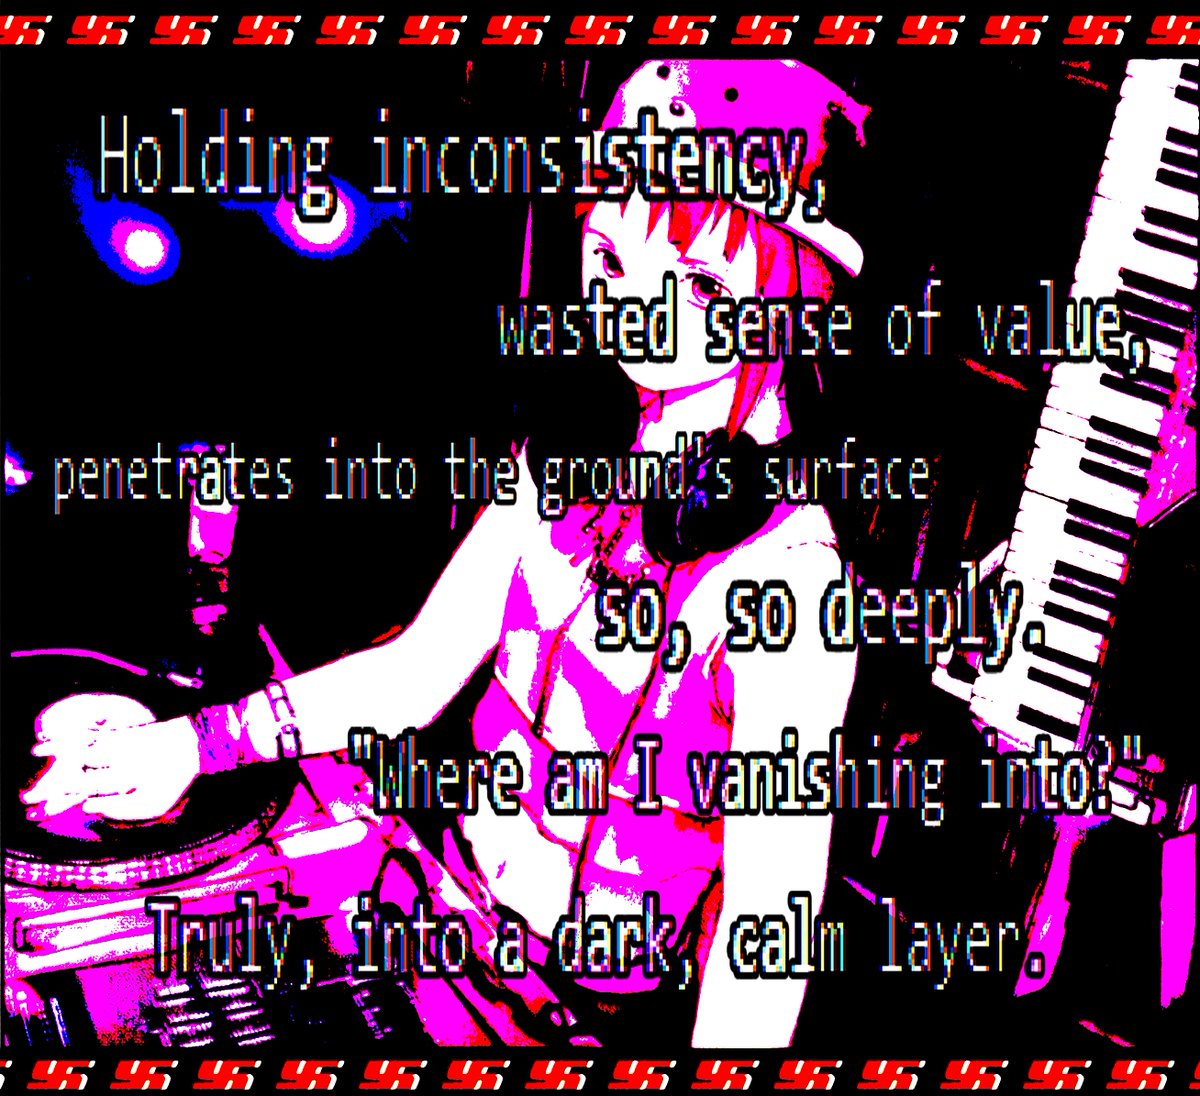 Holding inconsistency,
wasted sense of value,
penetrates into the ground's surface
so, so deeply.
"Where am I vanishing into?"
Truly, into a dark, calm layer.